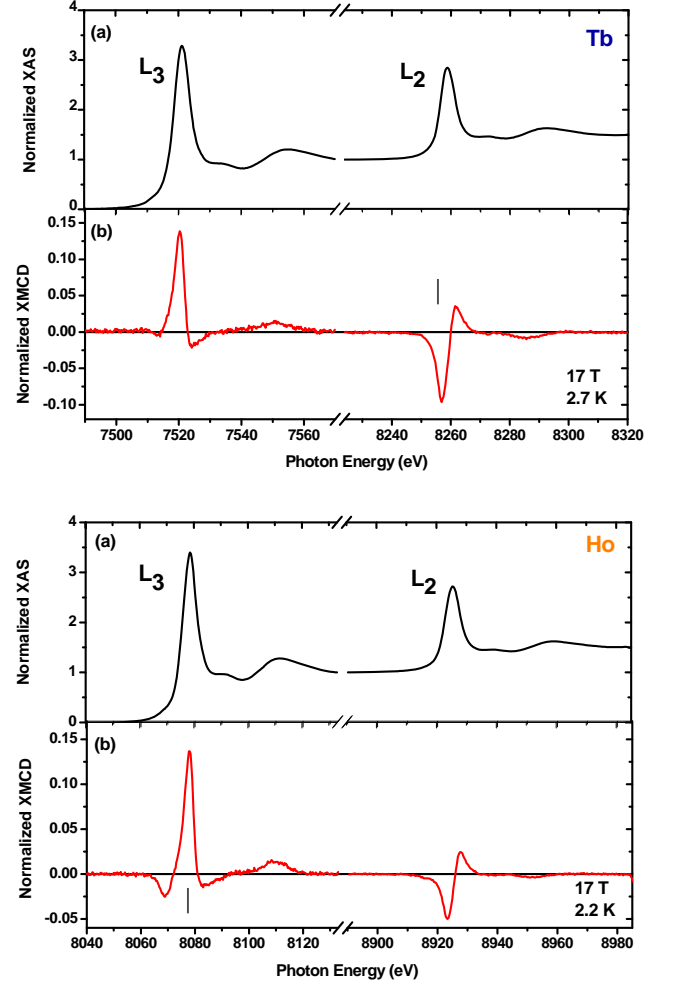 (a)
Tb
L3
L2
Normalized XAS
4
3
2
1
0
(b)
Normalized XMCD
0.15
0.10
0.05
0.00
-0.05
-0.10
17 T
2.7 K
7500 7520 7540 7560 8240 8260 8280 8300 8320
Photon Energy (eV)
(a)
Ho
L3
L2
Normalized XAS
4
3
2
1
0
(b)
Normalized XMCD
0.15
0.10
0.05
0.00
-0.05
17 T
2.2 K
8040 8060 8080 8100 8120 8900 8920 8940 8960 8980
Photon Energy (eV)